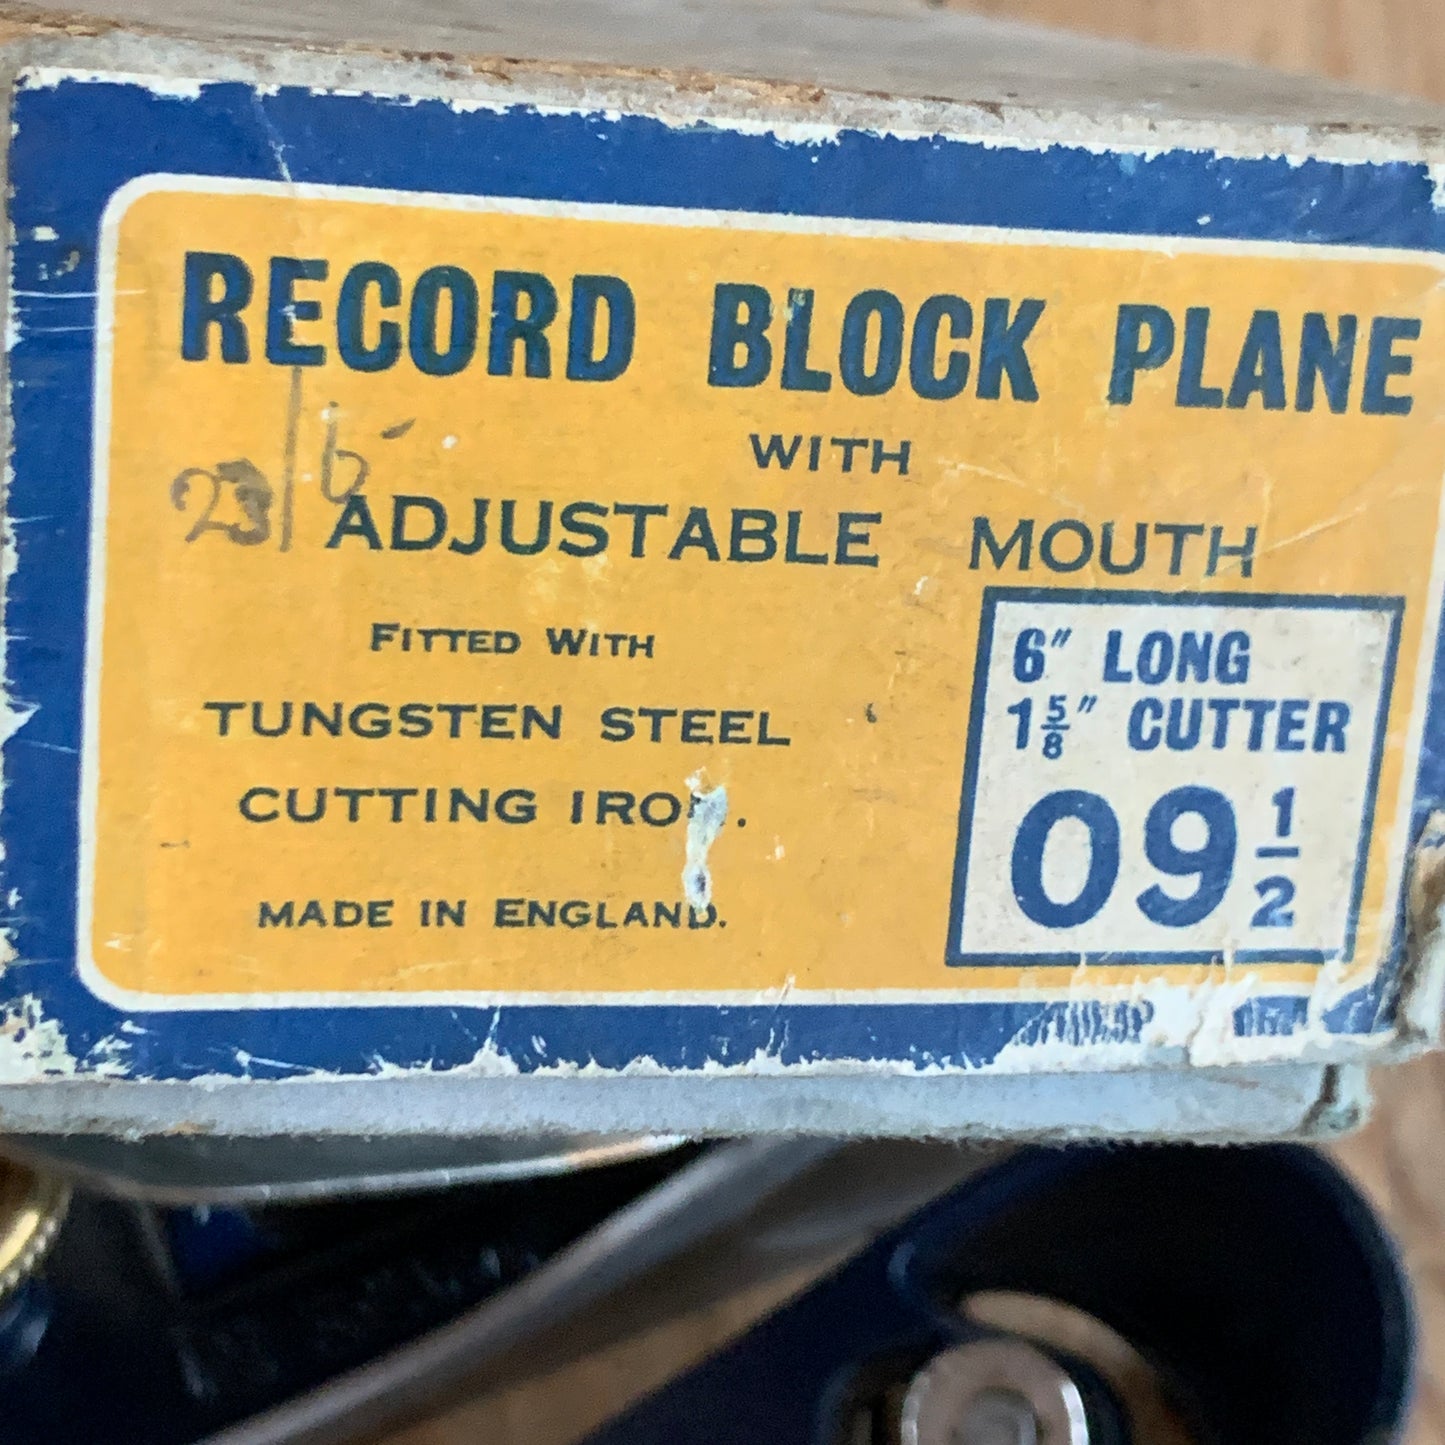 RECORD BLOCK PLANE
WITH
23/6
ADJUSTABLE MOUTH
FITTED WITH
TUNGSTEN STEEL
CUTTING IRON.
MADE IN ENGLAND.
6" LONG
1 5/8" CUTTER
09 1/2